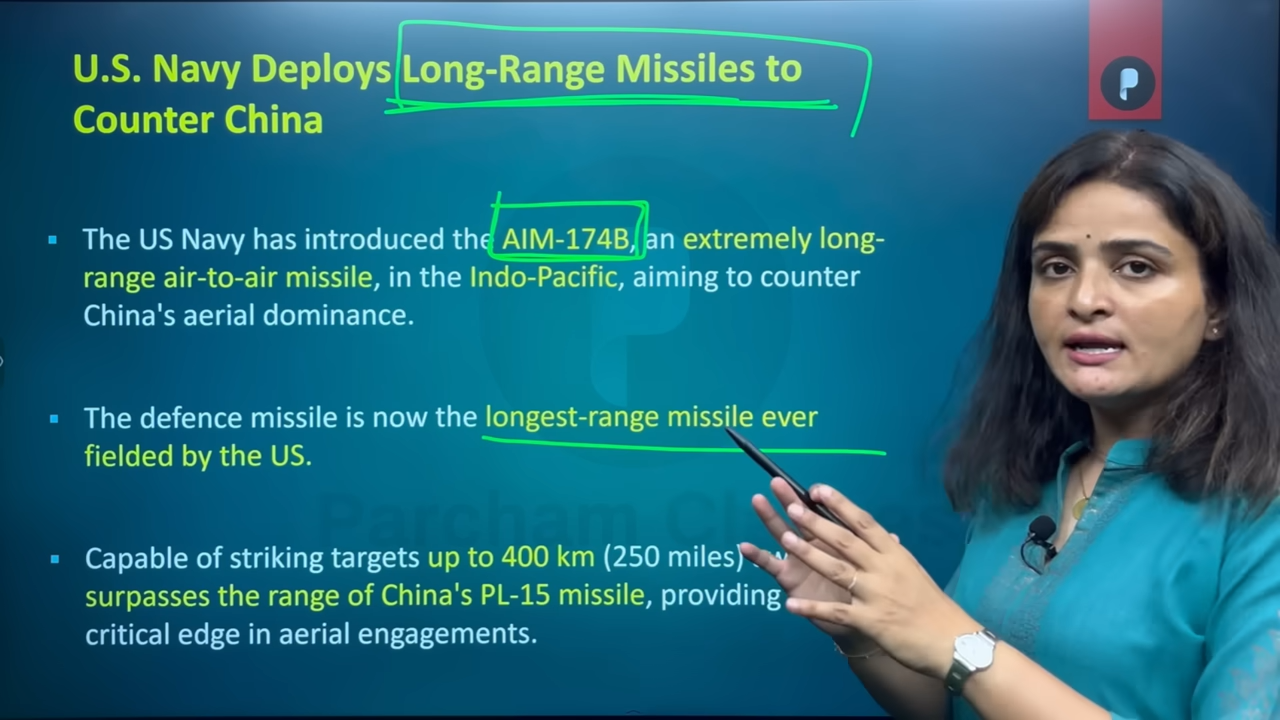 U.S. Navy Deploys Long-Range Missiles to
Counter China
The US Navy has introduced the AIM-174B, an extremely long-
range air-to-air missile, in the Indo-Pacific, aiming to counter
China's aerial dominance.
The defence missile is now the longest-range missile ever
fielded by the US.
Capable of striking targets up to 400 km (250 miles)
surpasses the range of China's PL-15 missile, providing
critical edge in aerial engagements.
Parcham